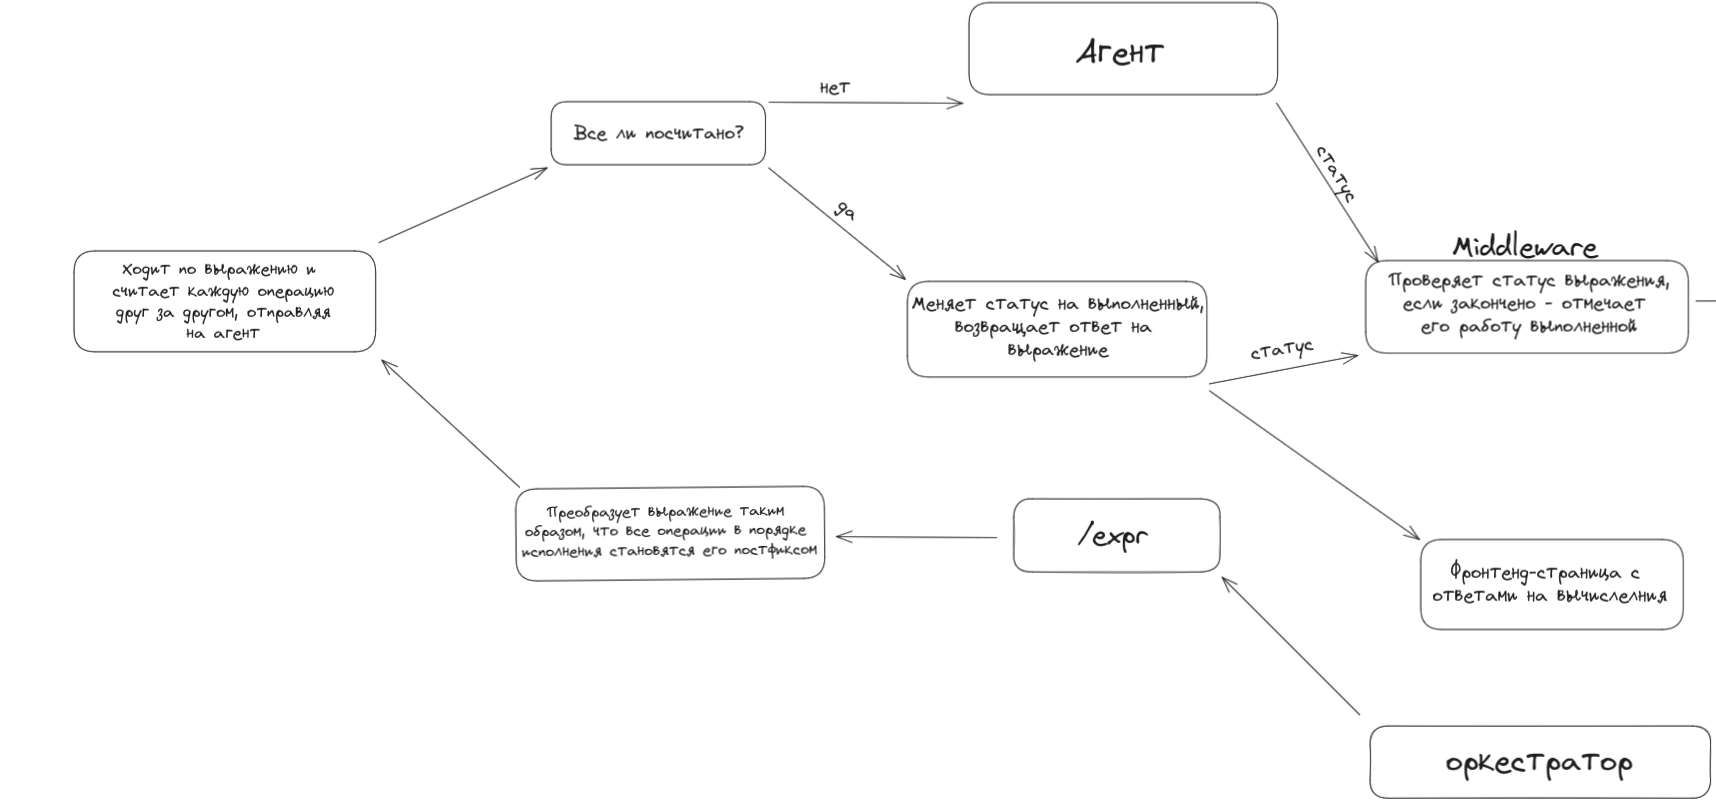 Агент
нет
Все ли посчитано?
статус
да
Middleware
Ходит по выражению и
считает каждую операцию
друг за другом, отправляя
на агент
Проверяет статус выражения,
если закончено - отмечает
его работу выполненной
Меняет статус на выполненный,
возвращает ответ на
выражение
статус
Преобразует выражение таким
образом, что все операции в порядке
исполнения становятся его постфиксом
/expr
Фронтенд-страница с
ответами на вычислелния
оркестратор